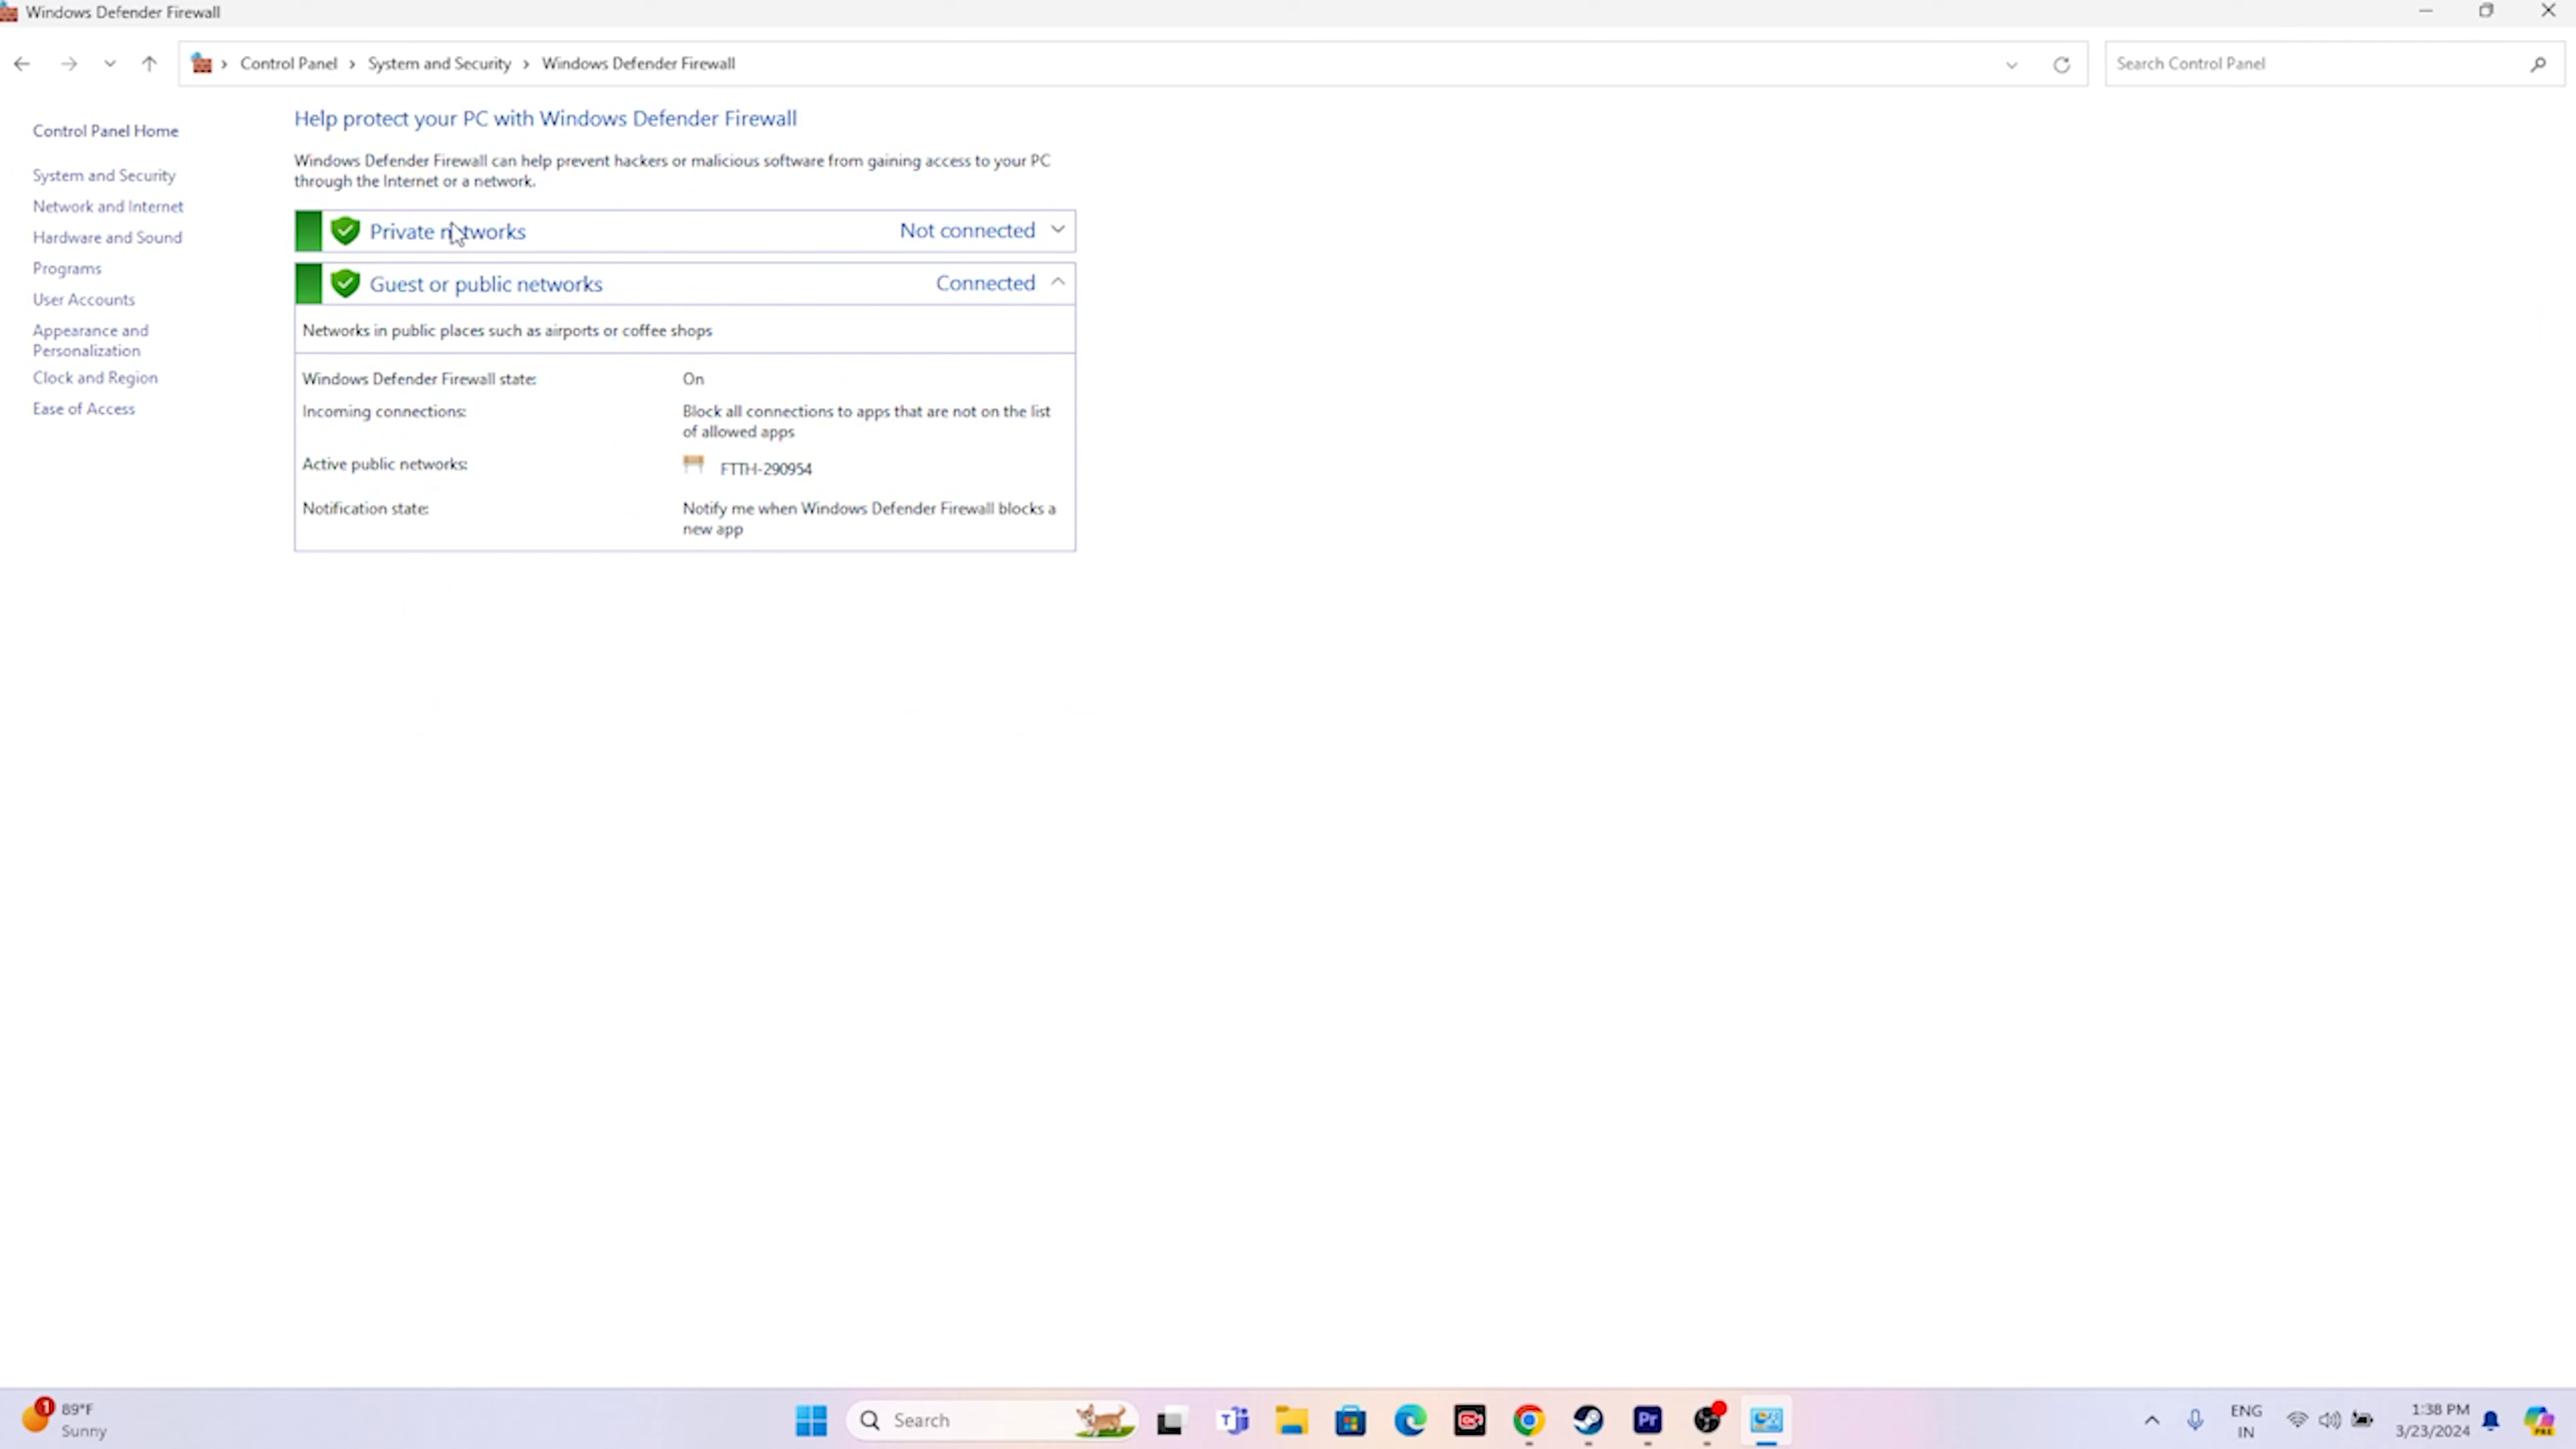 Windows Defender Firewall
Control Panel
System and Security
Windows Defender Firewall
Search Control Panel
Control Panel Home
System and Security
Network and Internet
Hardware and Sound
Programs
User Accounts
Appearance and
Personalization
Clock and Region
Ease of Access
Help protect your PC with Windows Defender Firewall
Windows Defender Firewall can help prevent hackers or malicious software from gaining access to your PC
through the Internet or a network.
Private networks
Not connected
Guest or public networks
Connected
Networks in public places such as airports or coffee shops
Windows Defender Firewall state:
On
Incoming connections:
Block all connections to apps that are not on the list
of allowed apps
Active public networks:
FTTH-290954
Notification state:
Notify me when Windows Defender Firewall blocks a
new app
1
89°F
Sunny
Search
Pr
ENG
IN
1:38 PM
3/23/2024
PRE